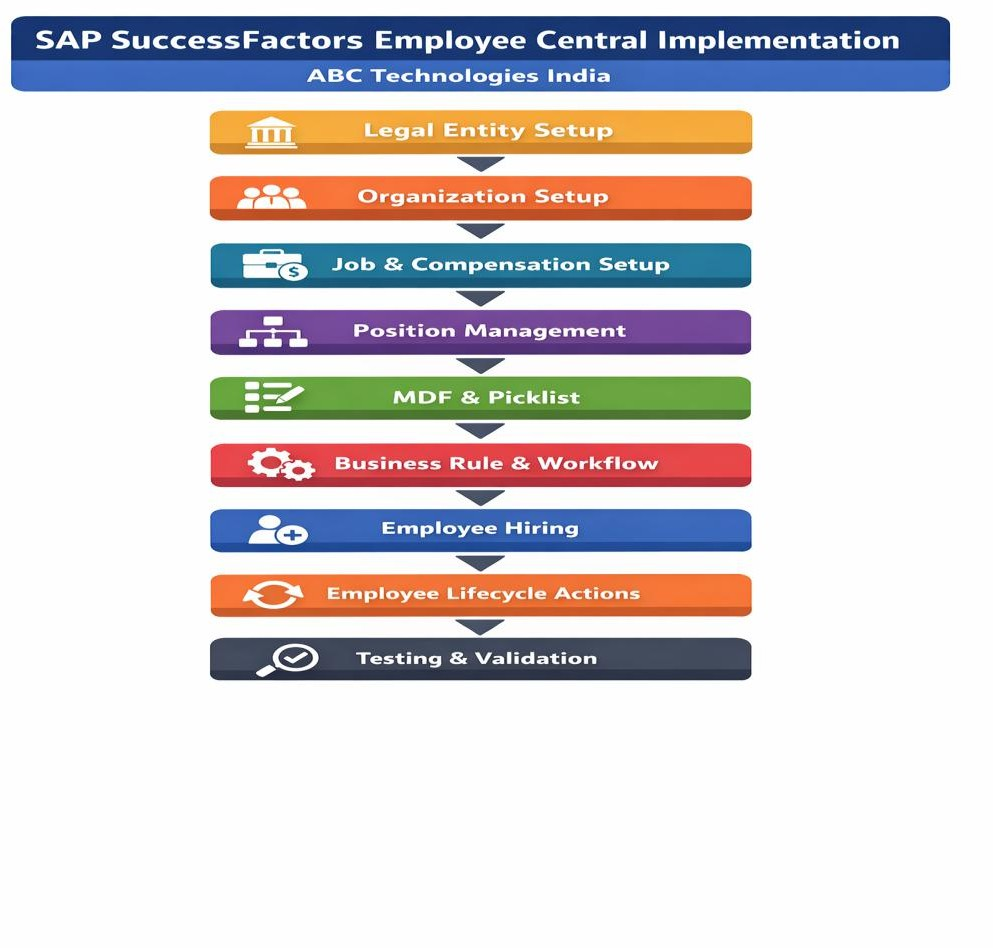 SAP SuccessFactors Employee Central Implementation
ABC Technologies India
Legal Entity Setup
Organization Setup
$ Job & Compensation Setup
Position Management
MDF & Picklist
Business Rule & Workflow
Employee Hiring
Employee Lifecycle Actions
Testing & Validation